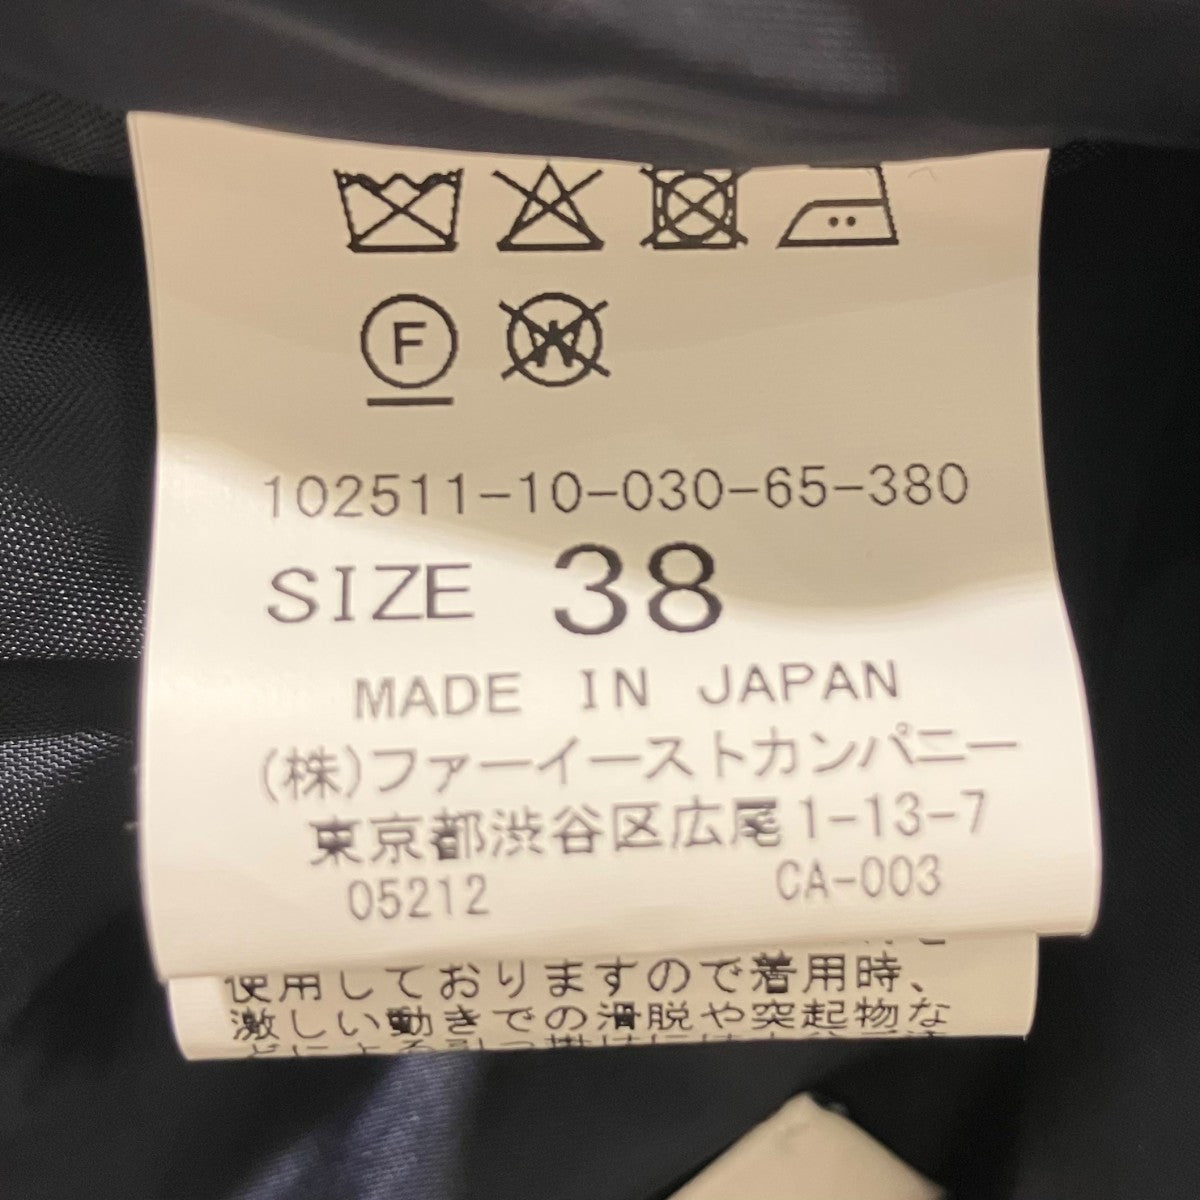 F
W
102511-10-030-65-380
SIZE 38
MADE IN JAPAN
(株)ファーイーストカンパニー
東京都渋谷区広尾1-13-7
05212 CA-003
使用しておりますので着用時、
激しい動きでの滑脱や突起物な